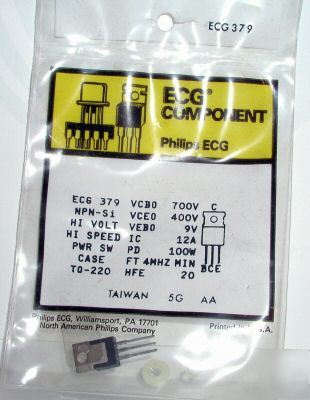 ECG379
ECG®
COMPONENT
Philips ECG
ECG 379 VCBO 700V C
NPN-Si VCEO 400V
HI VOLT VEBO 9V
HI SPEED IC 12A
PWR SW PD 100W
CASE FT 4MHZ MIN BCE
TO-220 HFE 20
TAIWAN 5G AA
Philips ECG, Williamsport, PA 17701
North American Philips Company
Printed in U.S.A.